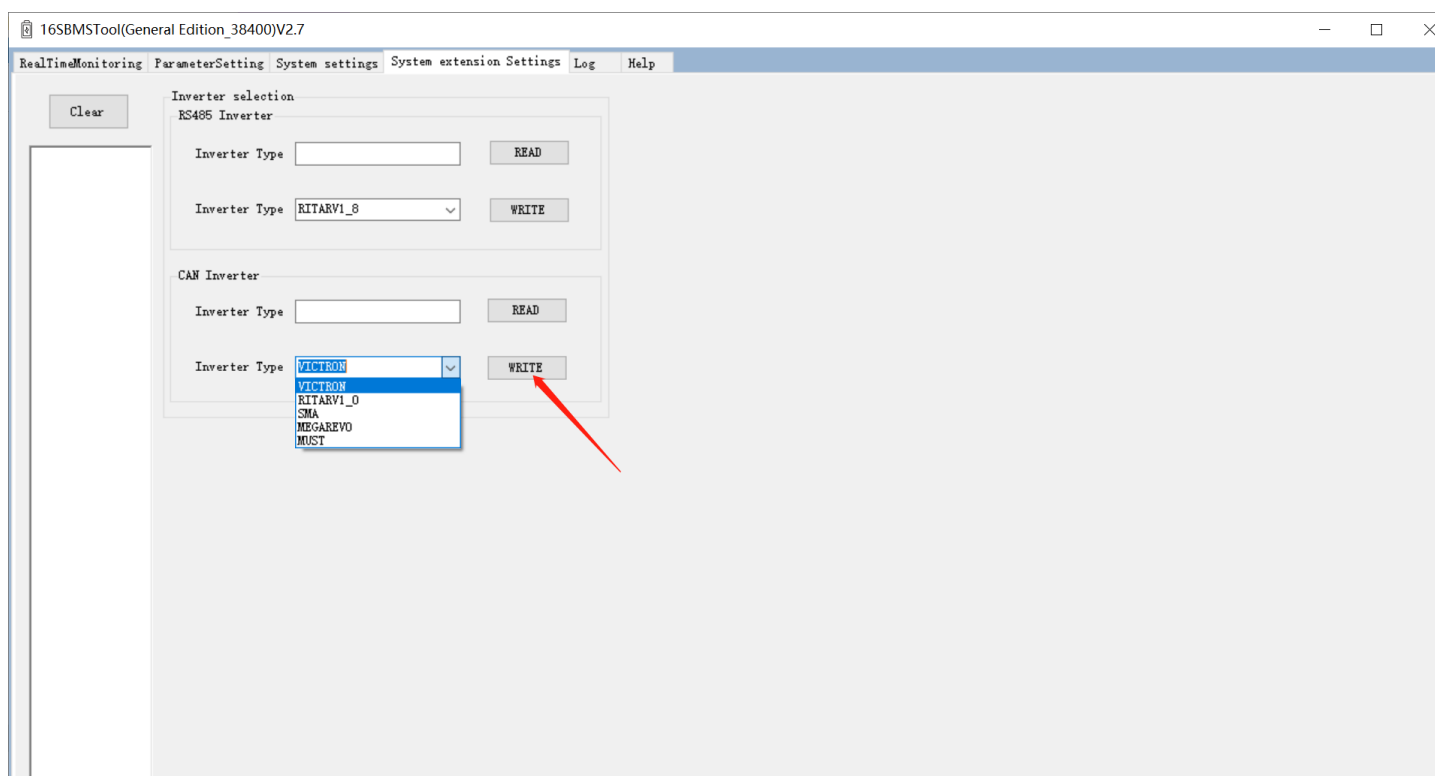 16SBMSTool(General Edition_38400)V2.7
RealTimeMonitoring ParameterSetting System settings System extension Settings Log Help
Clear
Inverter selection
RS485 Inverter
Inverter Type READ
Inverter Type RITARV1_8 WRITE
CAN Inverter
Inverter Type READ
Inverter Type VICTRON WRITE
VICTRON
RITARV1_0
SMA
MEGAREVO
MUST